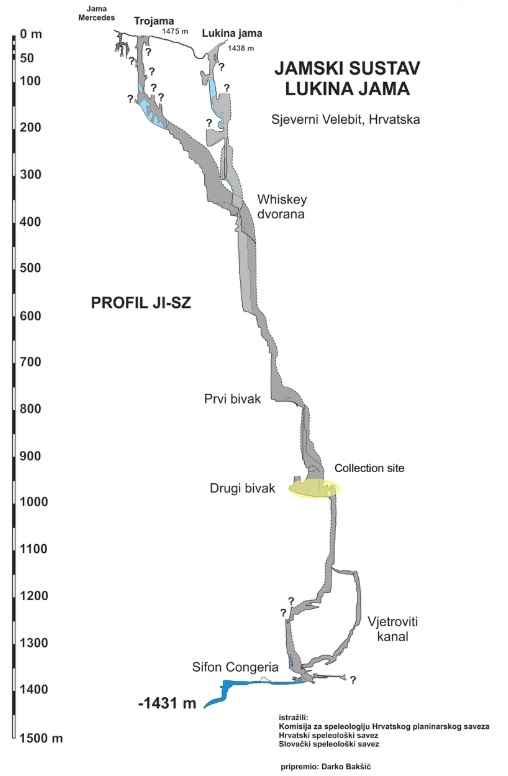 Jama
Mercedes
Trojama
1475 m
Lukina jama
1438 m
JAMSKI SUSTAV
LUKINA JAMA
Sjeverni Velebit, Hrvatska
0 m
50
100
200
300
400
500
600
700
800
900
1000
1100
1200
1300
1400
1500 m
?
?
?
?
?
?
?
?
?
Whiskey
dvorana
PROFIL JI-SZ
Prvi bivak
Collection site
Drugi bivak
?
?
Vjetroviti
kanal
Sifon Congeria
?
-1431 m
istražili:
Komisija za speleologiju Hrvatskog planinarskog saveza
Hrvatski speleološki savez
Slovački speleološki savez
pripremio: Darko Bakšić